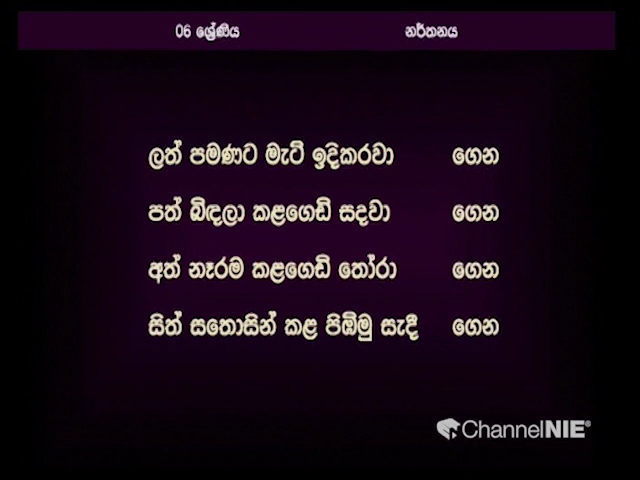 06 ශ්‍රේණිය නර්තනය
ලත් පමණට මැටි ඉදිකරවා ගෙන
පත් බිඳලා කළගෙඩි සදවා ගෙන
අත් නෑරම කළගෙඩි තෝරා ගෙන
සිත් සතොසින් කළ පිඹිමු සැදී ගෙන
ChannelNIE®